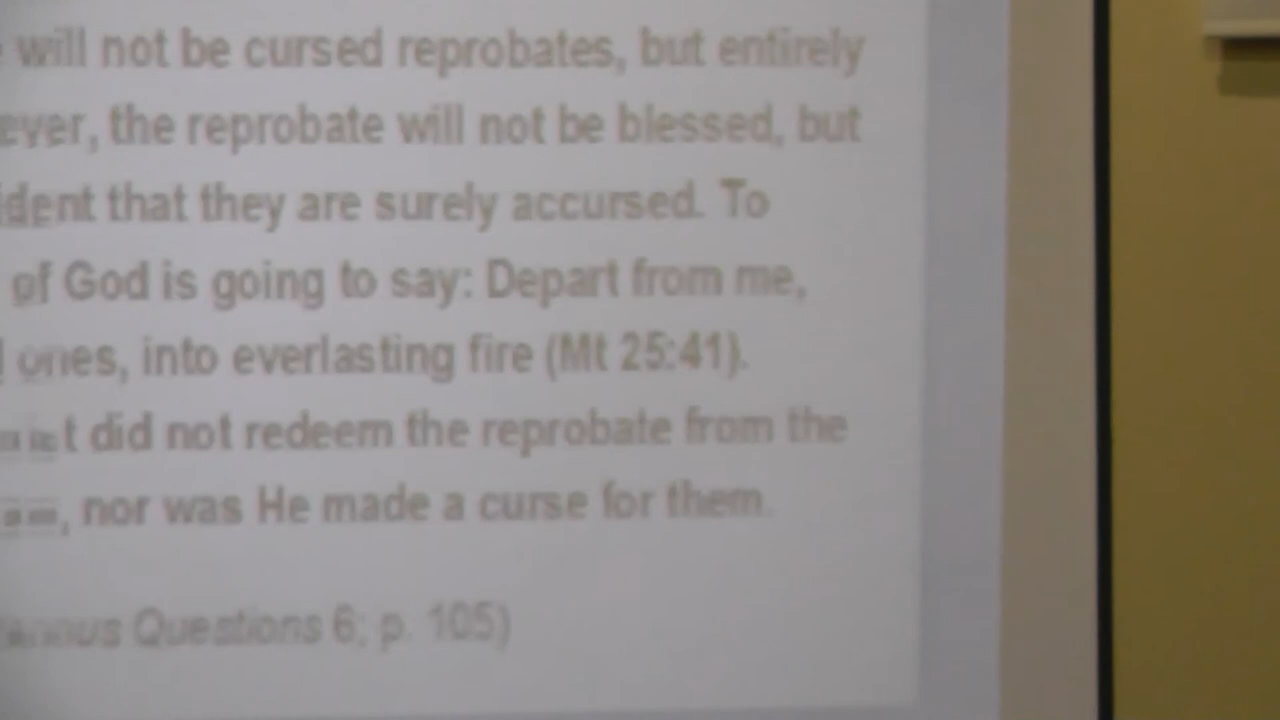 will not be cursed reprobates, but entirely
the reprobate will not be blessed, but
that they are surely accursed. To
of God is going to say: Depart from me,
ones, into everlasting fire (Mt 25:41).
did not redeem the reprobate from the
nor was He made a curse for them.
Questions 6; p. 105)